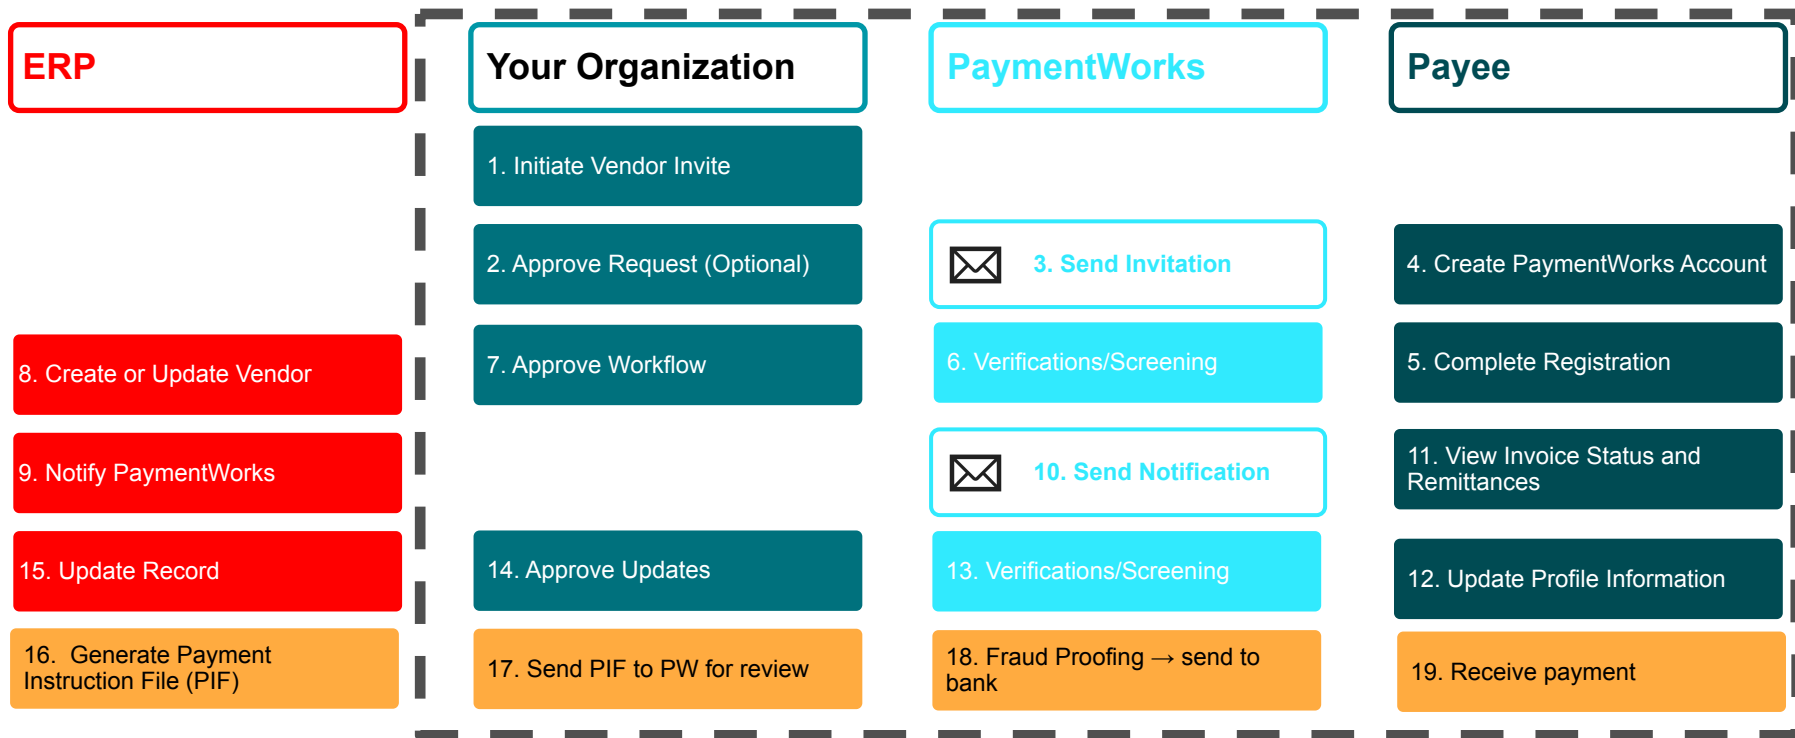 ERP
Your Organization
PaymentWorks
Payee
1. Initiate Vendor Invite
2. Approve Request (Optional)
3. Send Invitation
4. Create PaymentWorks Account
8. Create or Update Vendor
7. Approve Workflow
6. Verifications/Screening
5. Complete Registration
9. Notify PaymentWorks
10. Send Notification
11. View Invoice Status and
Remittances
15. Update Record
14. Approve Updates
13. Verifications/Screening
12. Update Profile Information
16. Generate Payment
Instruction File (PIF)
17. Send PIF to PW for review
18. Fraud Proofing → send to
bank
19. Receive payment